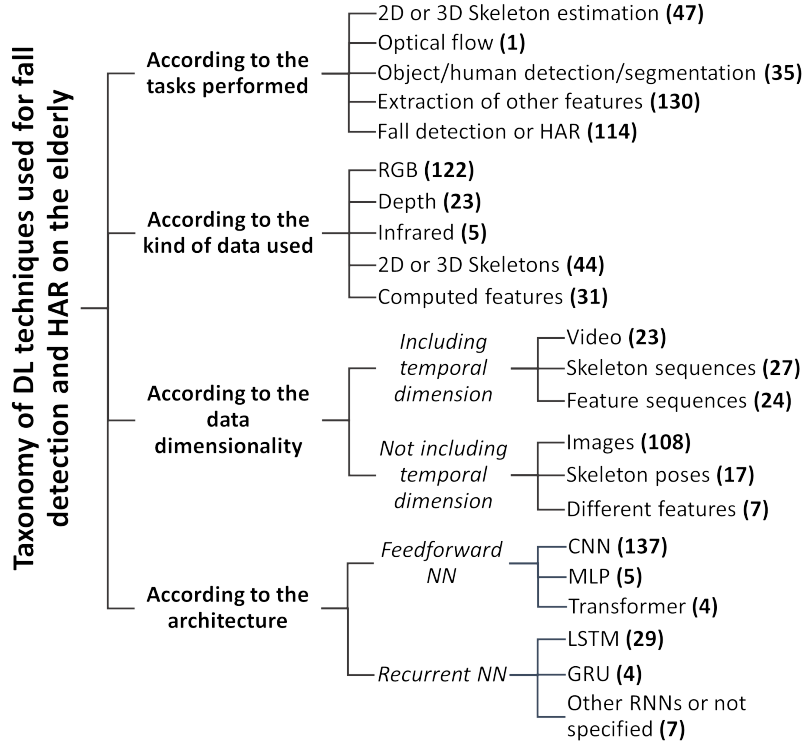 Taxonomy of DL techniques used for fall
detection and HAR on the elderly
According to the
tasks performed
2D or 3D Skeleton estimation (47)
Optical flow (1)
Object/human detection/segmentation (35)
Extraction of other features (130)
Fall detection or HAR (114)
According to the
kind of data used
RGB (122)
Depth (23)
Infrared (5)
2D or 3D Skeletons (44)
Computed features (31)
According to the
data
dimensionality
Including
temporal
dimension
Video (23)
Skeleton sequences (27)
Feature sequences (24)
Not including
temporal
dimension
Images (108)
Skeleton poses (17)
Different features (7)
According to the
architecture
Feedforward
NN
CNN (137)
MLP (5)
Transformer (4)
Recurrent NN
LSTM (29)
GRU (4)
Other RNNs or not
specified (7)